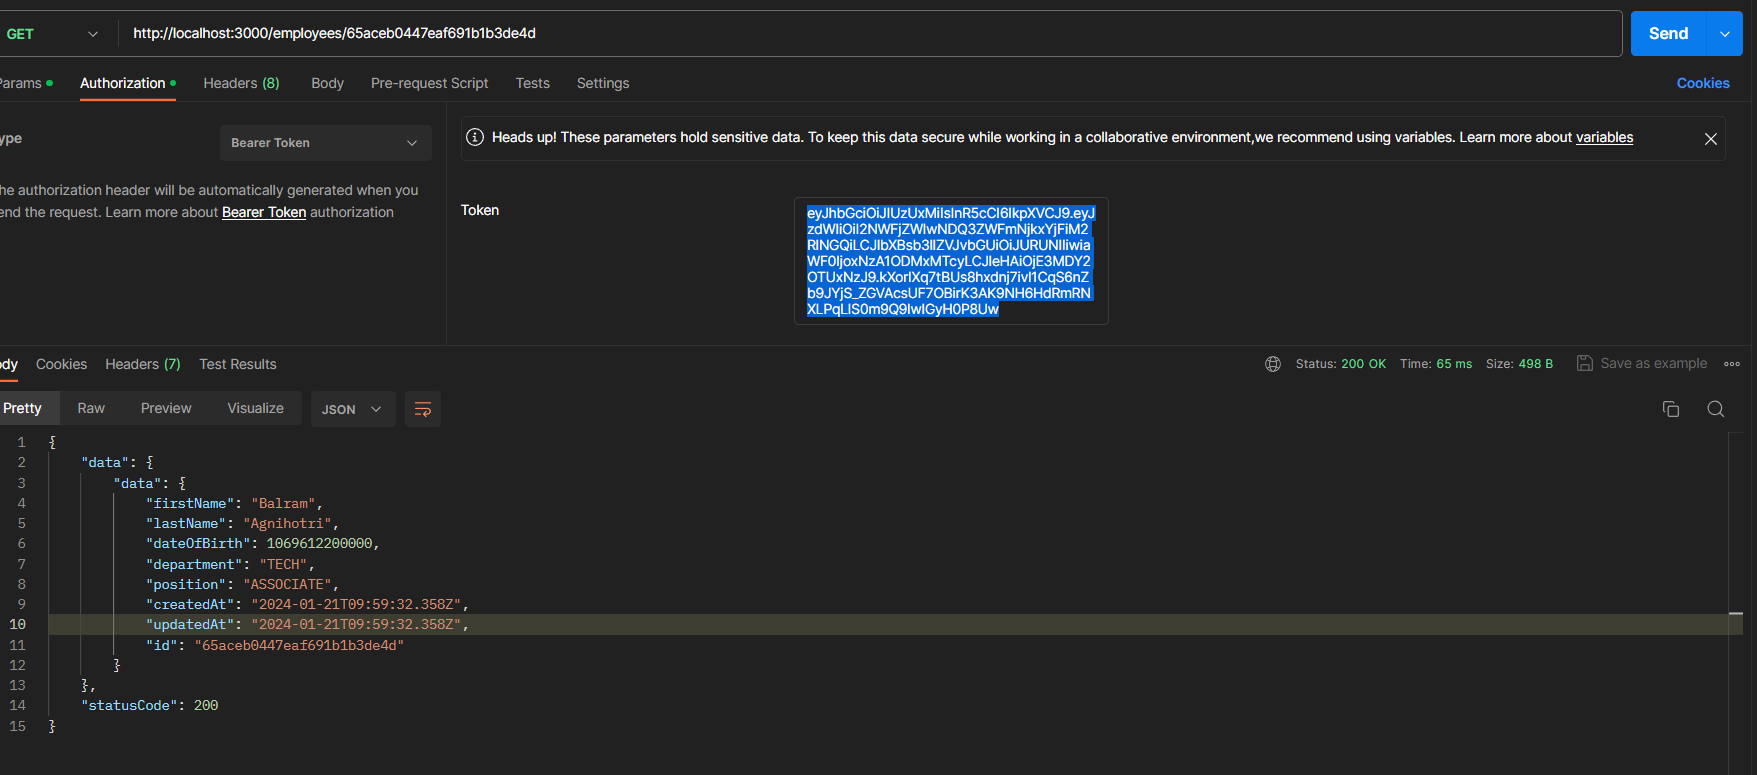 GET
http://localhost:3000/employees/65aceb0447eaf691b1b3de4d
Send
Params
Authorization
Headers (8)
Body
Pre-request Script
Tests
Settings
Cookies
ype
Bearer Token
Heads up! These parameters hold sensitive data. To keep this data secure while working in a collaborative environment,we recommend using variables. Learn more about variables
he authorization header will be automatically generated when you
end the request. Learn more about Bearer Token authorization
Token
ody
Cookies
Headers (7)
Test Results
Status: 200 OK
Time: 65 ms
Size: 498 B
Save as example
Pretty
Raw
Preview
Visualize
JSON
1 {
2 "data": {
3 "data": {
4 "firstName": "Balram",
5 "lastName": "Agnihotri",
6 "dateOfBirth": 1069612200000,
7 "department": "TECH",
8 "position": "ASSOCIATE",
9 "createdAt": "2024-01-21T09:59:32.358Z",
10 "updatedAt": "2024-01-21T09:59:32.358Z",
11 "id": "65aceb0447eaf691b1b3de4d"
12 }
13 },
14 "statusCode": 200
15 }